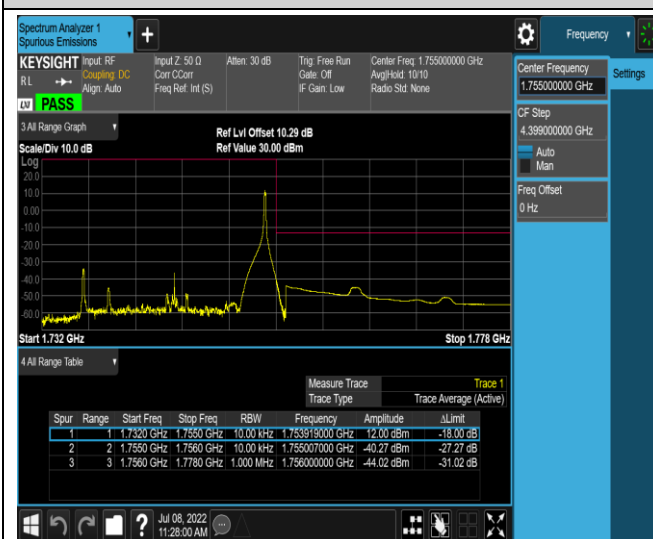 Spectrum Analyzer 1
Spurious Emissions
Frequency
KEYSIGHT
RL
Input: RF
Coupling: DC
Align: Auto
Input Z: 50 Ω
Corr CCorr
Freq Ref: Int (S)
Atten: 30 dB
Trig: Free Run
Gate: Off
IF Gain: Low
Center Freq: 1.755000000 GHz
Avg|Hold: 10/10
Radio Std: None
PASS
Center Frequency
1.755000000 GHz
Settings
CF Step
4.399000000 GHz
Auto
Man
Freq Offset
0 Hz
3 All Range Graph
Scale/Div 10.0 dB
Ref Lvl Offset 10.29 dB
Ref Value 30.00 dBm
Log
20.0
10.0
0.00
-10.0
-20.0
-30.0
-40.0
-50.0
-60.0
Start 1.732 GHz
Stop 1.778 GHz
4 All Range Table
Measure Trace Trace 1
Trace Type Trace Average (Active)
Spur Range Start Freq Stop Freq RBW Frequency Amplitude ΔLimit
1 1 1.7320 GHz 1.7550 GHz 10.00 kHz 1.753919000 GHz 12.00 dBm -18.00 dB
2 2 1.7550 GHz 1.7560 GHz 10.00 kHz 1.755007000 GHz -40.27 dBm -27.27 dB
3 3 1.7560 GHz 1.7780 GHz 1.000 MHz 1.756000000 GHz -44.02 dBm -31.02 dB
Jul 08, 2022
11:28:00 AM